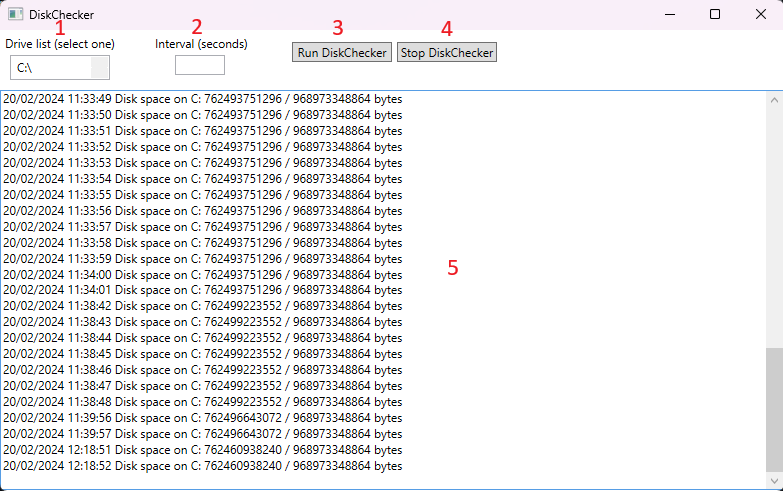 DiskChecker
1 2 3 4
Drive list (select one) Interval (seconds) Run DiskChecker Stop DiskChecker
C:\
20/02/2024 11:33:49 Disk space on C: 762493751296 / 968973348864 bytes
20/02/2024 11:33:50 Disk space on C: 762493751296 / 968973348864 bytes
20/02/2024 11:33:51 Disk space on C: 762493751296 / 968973348864 bytes
20/02/2024 11:33:52 Disk space on C: 762493751296 / 968973348864 bytes
20/02/2024 11:33:53 Disk space on C: 762493751296 / 968973348864 bytes
20/02/2024 11:33:54 Disk space on C: 762493751296 / 968973348864 bytes
20/02/2024 11:33:55 Disk space on C: 762493751296 / 968973348864 bytes
20/02/2024 11:33:56 Disk space on C: 762493751296 / 968973348864 bytes
20/02/2024 11:33:57 Disk space on C: 762493751296 / 968973348864 bytes
20/02/2024 11:33:58 Disk space on C: 762493751296 / 968973348864 bytes
20/02/2024 11:33:59 Disk space on C: 762493751296 / 968973348864 bytes
20/02/2024 11:34:00 Disk space on C: 762493751296 / 968973348864 bytes
20/02/2024 11:34:01 Disk space on C: 762493751296 / 968973348864 bytes
20/02/2024 11:38:42 Disk space on C: 762499223552 / 968973348864 bytes
20/02/2024 11:38:43 Disk space on C: 762499223552 / 968973348864 bytes
20/02/2024 11:38:44 Disk space on C: 762499223552 / 968973348864 bytes
20/02/2024 11:38:45 Disk space on C: 762499223552 / 968973348864 bytes
20/02/2024 11:38:46 Disk space on C: 762499223552 / 968973348864 bytes
20/02/2024 11:38:47 Disk space on C: 762499223552 / 968973348864 bytes
20/02/2024 11:38:48 Disk space on C: 762499223552 / 968973348864 bytes
20/02/2024 11:39:56 Disk space on C: 762496643072 / 968973348864 bytes
20/02/2024 11:39:57 Disk space on C: 762496643072 / 968973348864 bytes
20/02/2024 12:18:51 Disk space on C: 762460938240 / 968973348864 bytes
20/02/2024 12:18:52 Disk space on C: 762460938240 / 968973348864 bytes
5